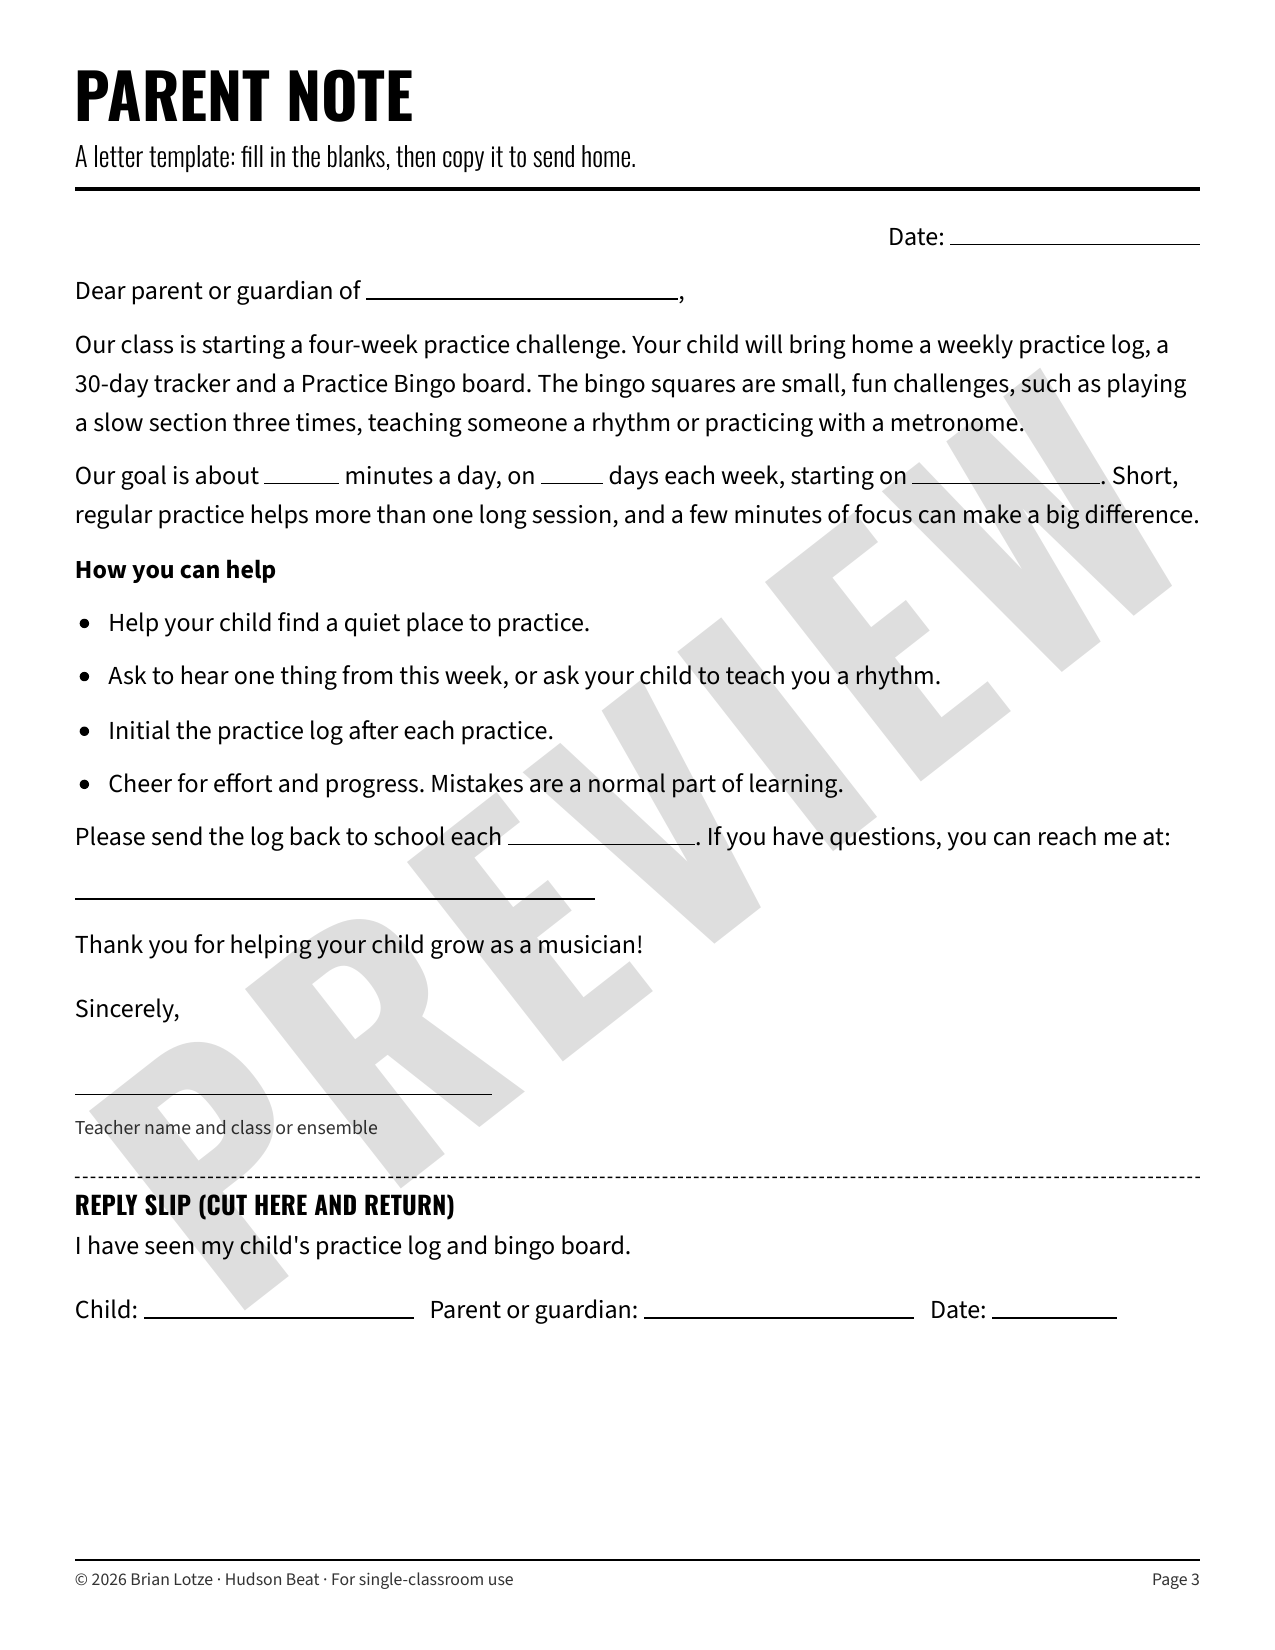 PARENT NOTE
A letter template: fill in the blanks, then copy it to send home.
Date:
Dear parent or guardian of ,
Our class is starting a four-week practice challenge. Your child will bring home a weekly practice log, a
30-day tracker and a Practice Bingo board. The bingo squares are small, fun challenges, such as playing
a slow section three times, teaching someone a rhythm or practicing with a metronome.
Our goal is about minutes a day, on days each week, starting on . Short,
regular practice helps more than one long session, and a few minutes of focus can make a big difference.
How you can help
• Help your child find a quiet place to practice.
• Ask to hear one thing from this week, or ask your child to teach you a rhythm.
• Initial the practice log after each practice.
• Cheer for effort and progress. Mistakes are a normal part of learning.
Please send the log back to school each . If you have questions, you can reach me at:
Thank you for helping your child grow as a musician!
Sincerely,
Teacher name and class or ensemble
REPLY SLIP (CUT HERE AND RETURN)
I have seen my child's practice log and bingo board.
Child: Parent or guardian: Date:
© 2026 Brian Lotze · Hudson Beat · For single-classroom use Page 3
PREVIEW